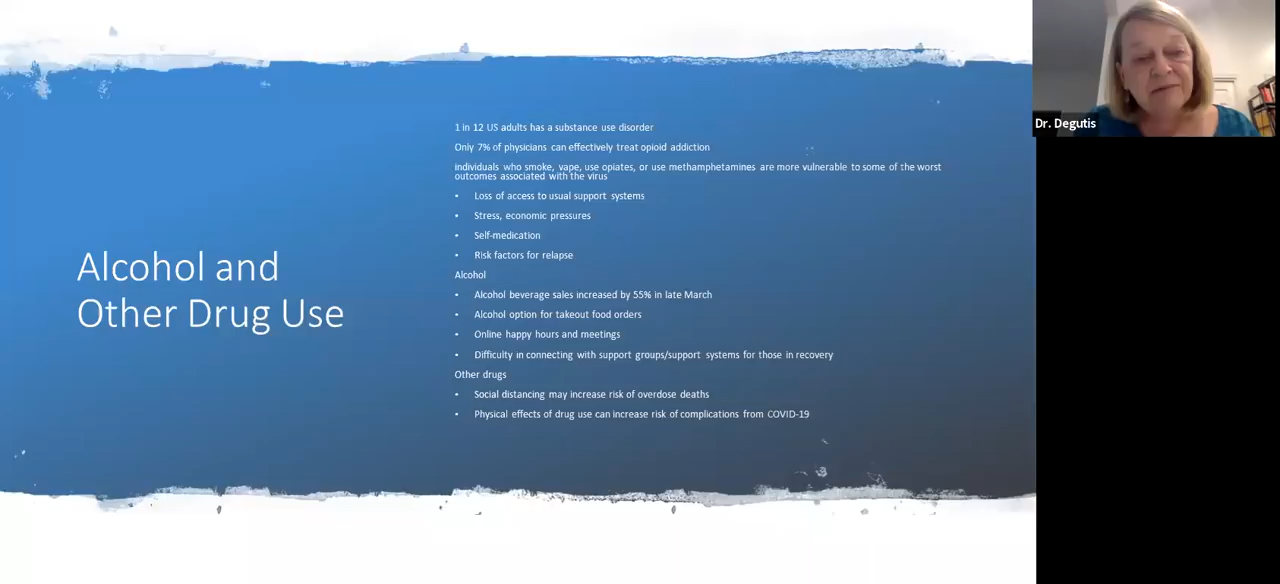 Alcohol and
Other Drug Use
1 in 12 US adults has a substance use disorder
Only 7% of physicians can effectively treat opioid addiction
individuals who smoke, vape, use opiates, or use methamphetamines are more vulnerable to some of the worst
outcomes associated with the virus
• Loss of access to usual support systems
• Stress, economic pressures
• Self-medication
• Risk factors for relapse
Alcohol
• Alcohol beverage sales increased by 55% in late March
• Alcohol option for takeout food orders
• Online happy hours and meetings
• Difficulty in connecting with support groups/support systems for those in recovery
Other drugs
• Social distancing may increase risk of overdose deaths
• Physical effects of drug use can increase risk of complications from COVID-19
Dr. Degutis